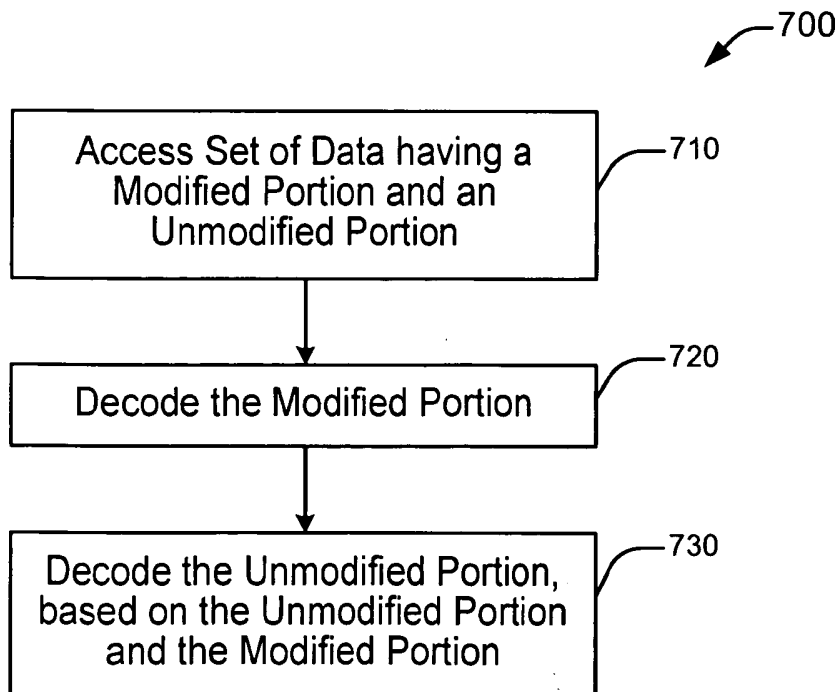 700
Access Set of Data having a
Modified Portion and an
Unmodified Portion
710
Decode the Modified Portion
720
Decode the Unmodified Portion,
based on the Unmodified Portion
and the Modified Portion
730